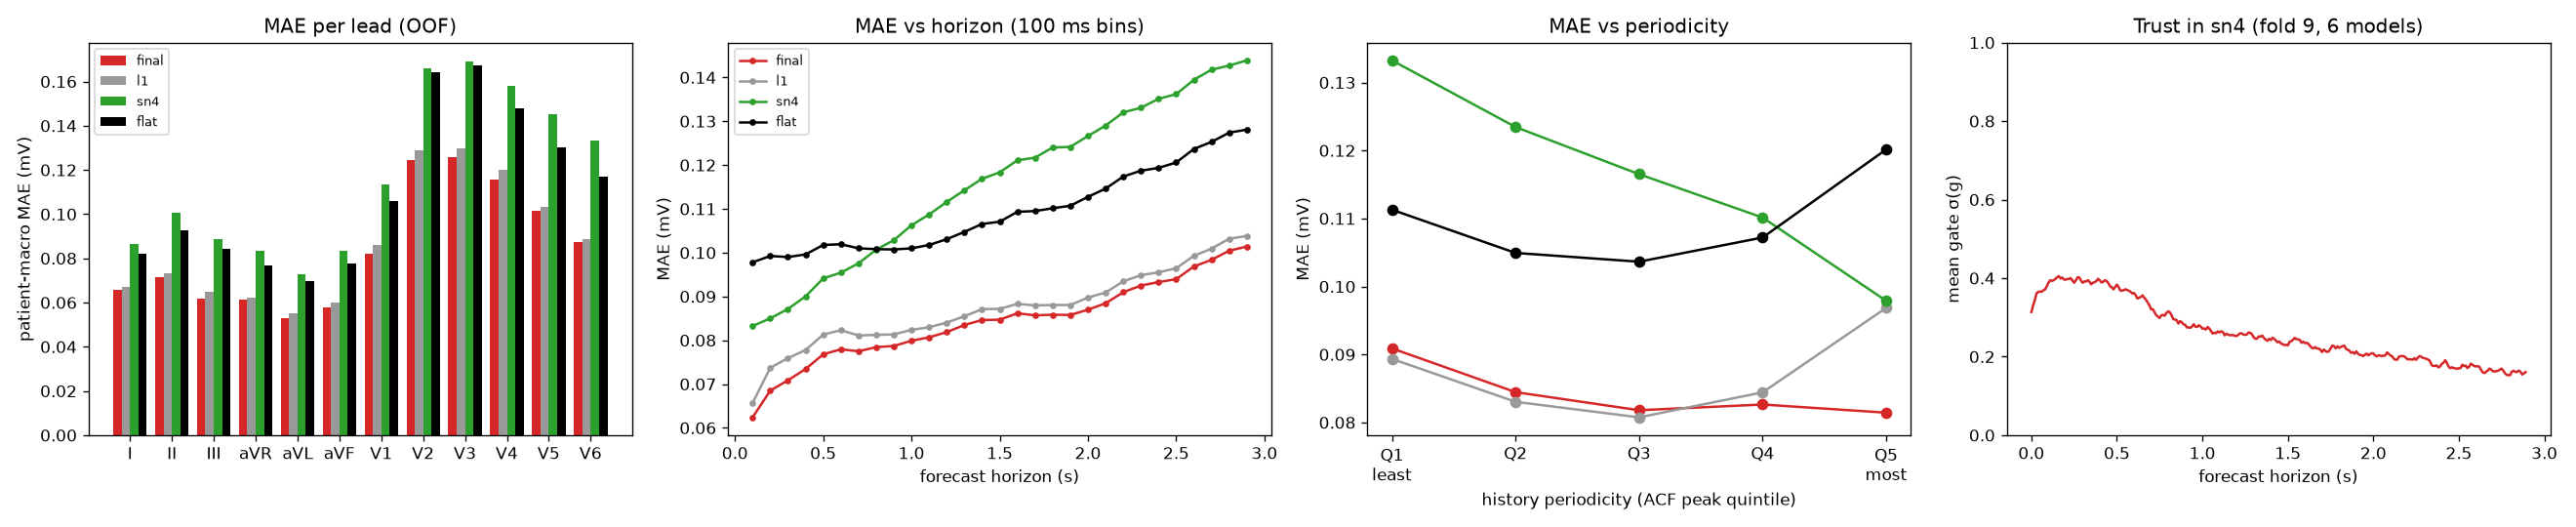 MAE per lead (OOF)
patient-macro MAE (mV)
0.16
0.14
0.12
0.10
0.08
0.06
0.04
0.02
0.00
final
l1
sn4
flat
I II III aVR aVL aVF V1 V2 V3 V4 V5 V6
MAE vs horizon (100 ms bins)
MAE (mV)
0.14
0.13
0.12
0.11
0.10
0.09
0.08
0.07
0.06
final
l1
sn4
flat
0.0 0.5 1.0 1.5 2.0 2.5 3.0
forecast horizon (s)
MAE vs periodicity
MAE (mV)
0.13
0.12
0.11
0.10
0.09
0.08
Q1 Q2 Q3 Q4 Q5
least most
history periodicity (ACF peak quintile)
Trust in sn4 (fold 9, 6 models)
mean gate σ(g)
1.0
0.8
0.6
0.4
0.2
0.0
0.0 0.5 1.0 1.5 2.0 2.5 3.0
forecast horizon (s)